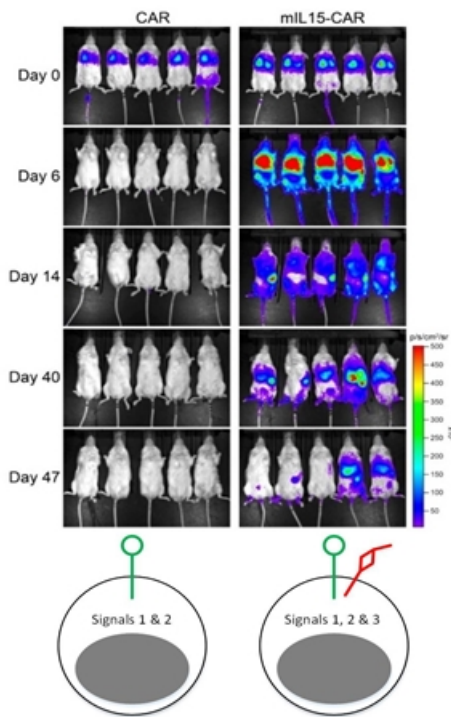 CAR mIL15-CAR
Day 0
Day 6
Day 14
Day 40
Day 47
p/s/cm²/sr
500
450
400
350
300
250
200
150
100
50
Signals 1 & 2
Signals 1, 2 & 3